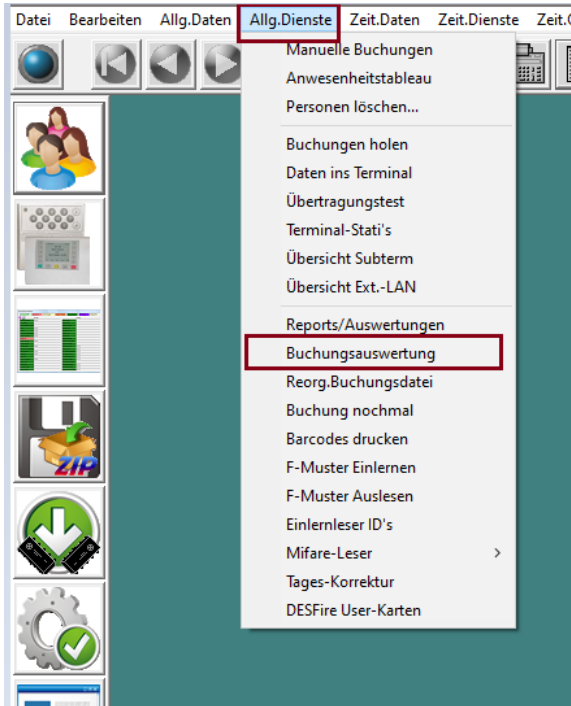 Datei Bearbeiten Allg.Daten Allg.Dienste Zeit.Daten Zeit.Dienste Zeit.
Manuelle Buchungen
Anwesenheitstableau
Personen löschen...
Buchungen holen
Daten ins Terminal
Übertragungstest
Terminal-Stati's
Übersicht Subterm
Übersicht Ext.-LAN
Reports/Auswertungen
Buchungsauswertung
Reorg.Buchungsdatei
Buchung nochmal
Barcodes drucken
F-Muster Einlernen
F-Muster Auslesen
Einlernleser ID's
Mifare-Leser
Tages-Korrektur
DESFire User-Karten
ZIP